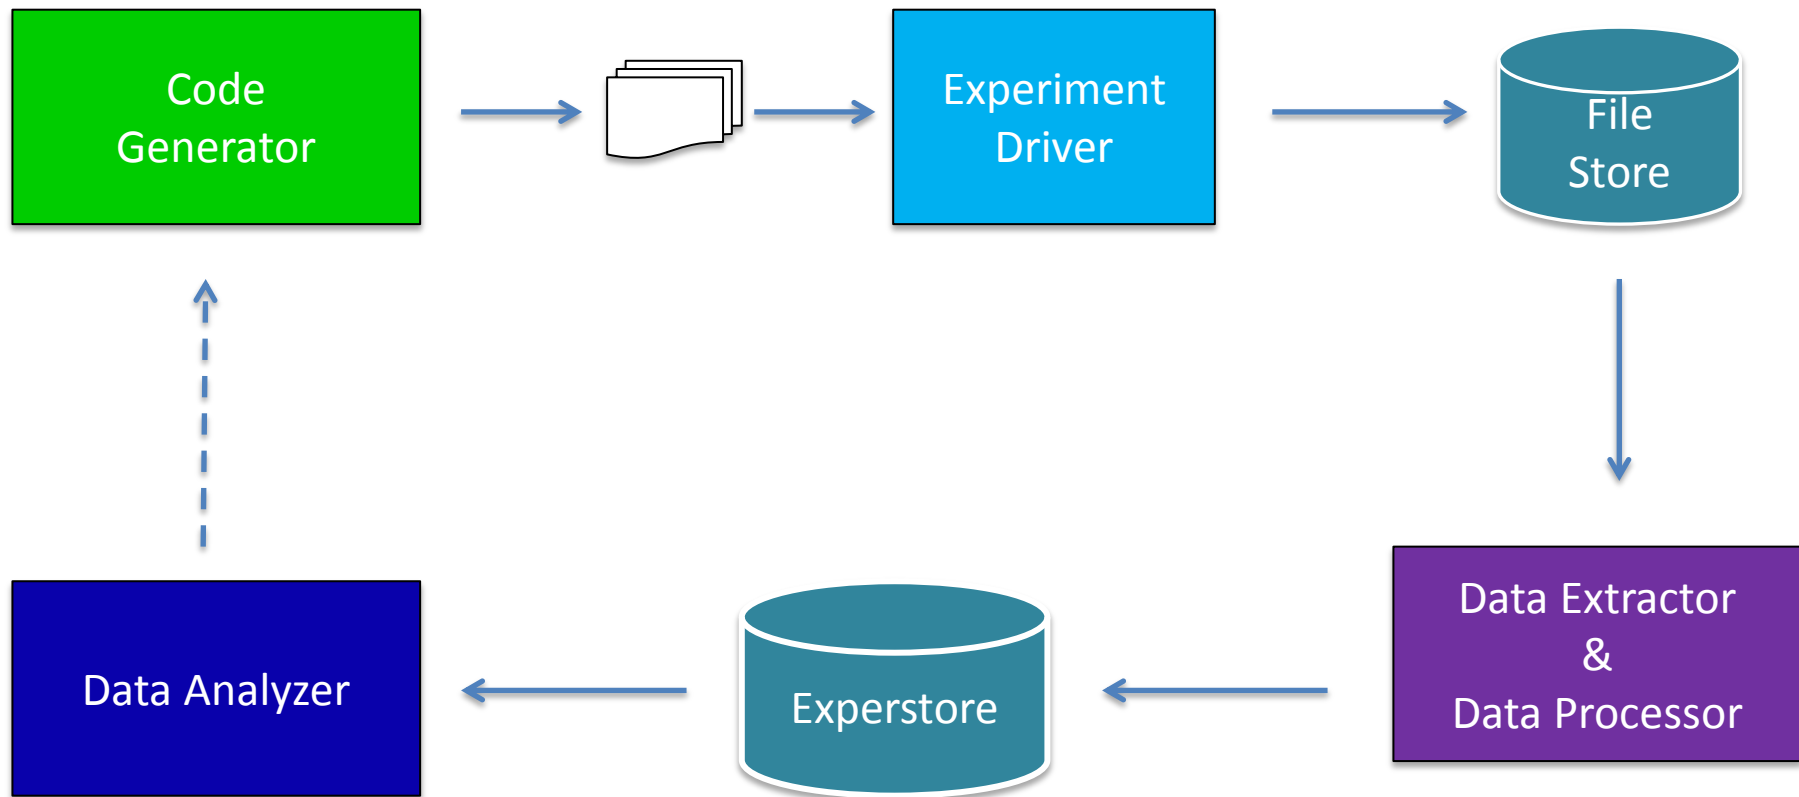 Code
Generator
Experiment
Driver
File
Store
Data Extractor
&
Data Processor
Experstore
Data Analyzer